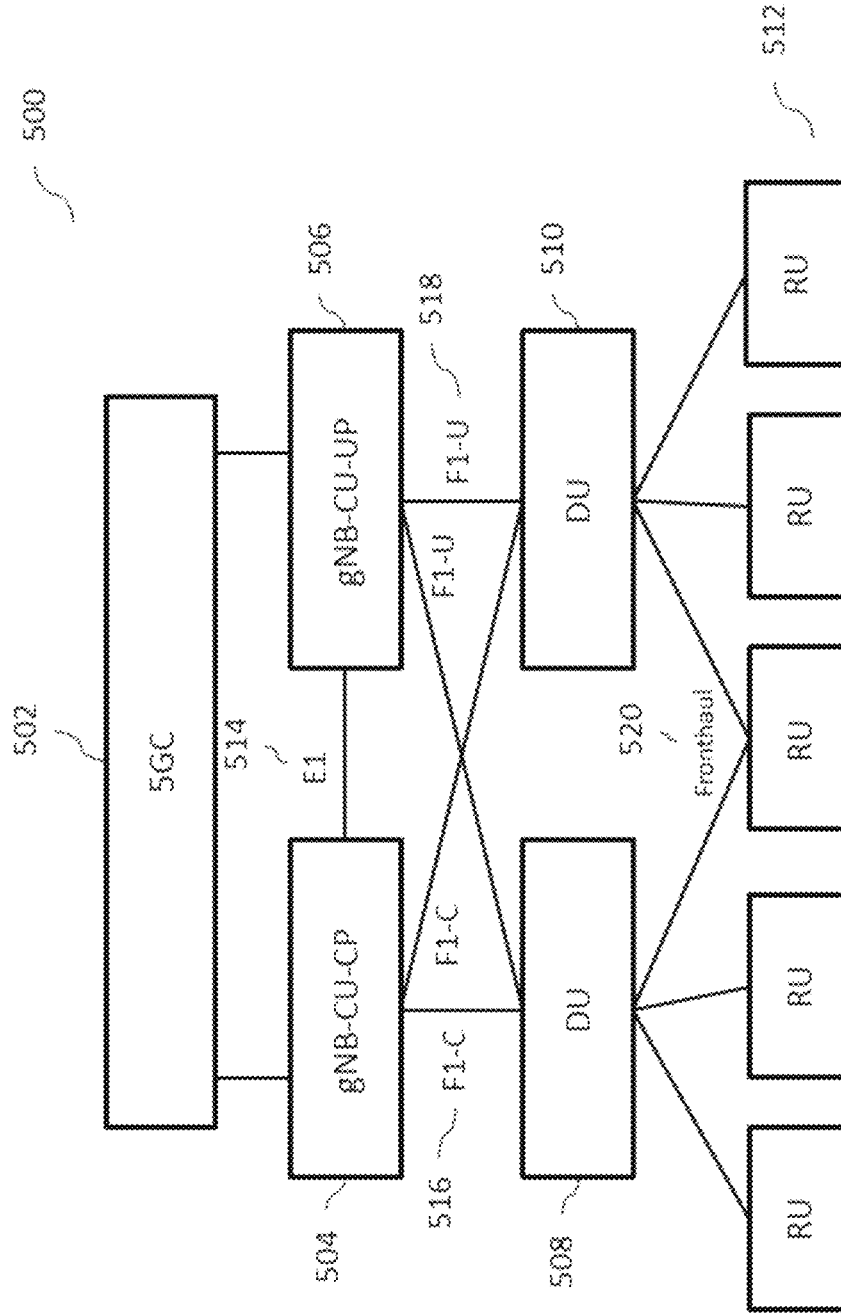 500
502
5GC
514
E1
504
gNB-CU-CP
gNB-CU-UP
506
516
F1-C
F1-C
F1-U
F1-U
518
508
DU
DU
510
520
Fronthaul
RU
RU
RU
RU
RU
512